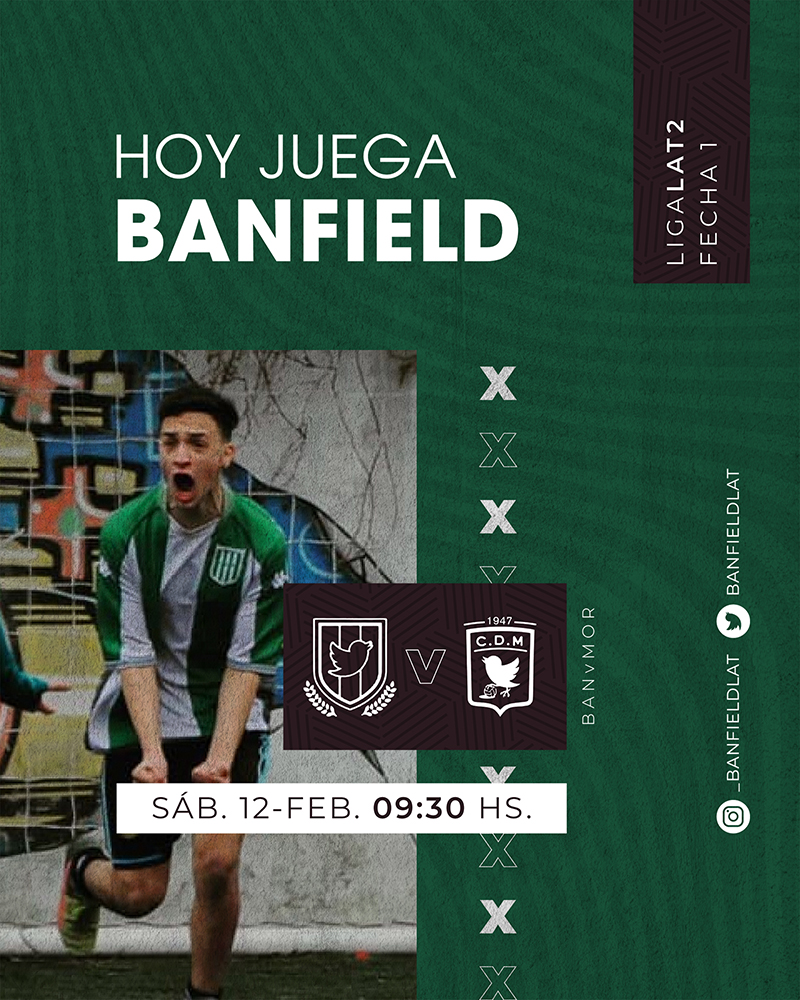 HOY JUEGA
BANFIELD
LIGALAT2
FECHA 1
X
X
X
X
1947
C.D.M
V
BANvMOR
BANFIELDLAT
_BANFIELDLAT
X
SÁB. 12-FEB. 09:30 HS.
X
X
X